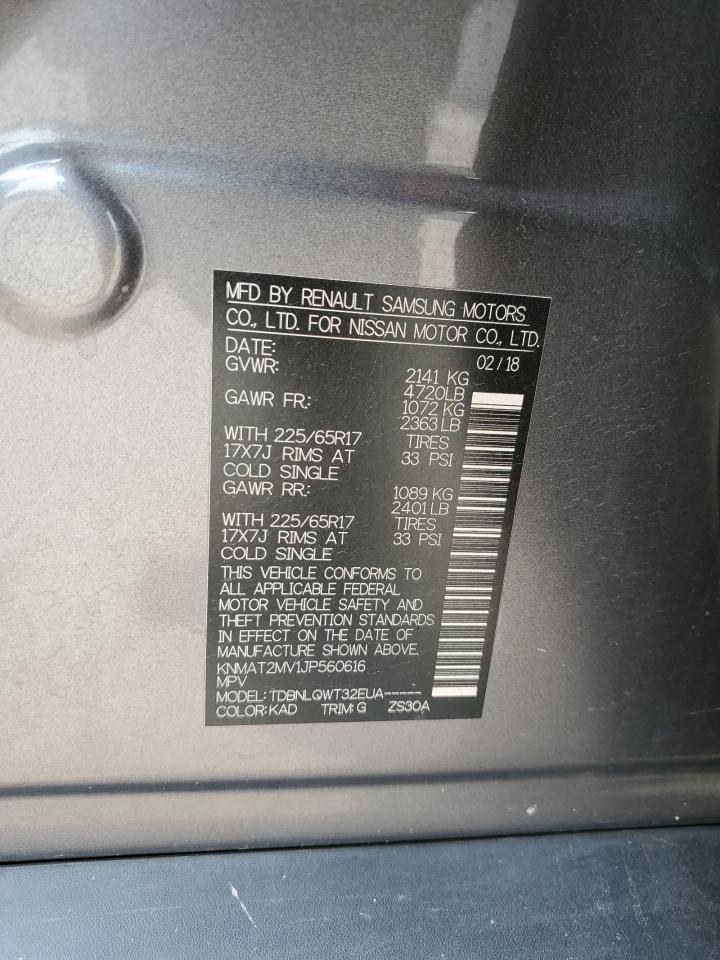 MFD BY RENAULT SAMSUNG MOTORS
CO., LTD. FOR NISSAN MOTOR CO., LTD.
DATE: 02/18
GVWR: 2141 KG
4720LB
GAWR FR.: 1072 KG
2363LB
WITH 225/65R17 TIRES
17X7J RIMS AT 33 PSI
COLD SINGLE
GAWR RR.: 1089 KG
2401LB
WITH 225/65R17 TIRES
17X7J RIMS AT 33 PSI
COLD SINGLE
THIS VEHICLE CONFORMS TO
ALL APPLICABLE FEDERAL
MOTOR VEHICLE SAFETY AND
THEFT PREVENTION STANDARDS
IN EFFECT ON THE DATE OF
MANUFACTURE SHOWN ABOVE.
KNMAT2MV1JP560616
MPV
MODEL: TDBNLQWT32EUA-----
COLOR: KAD TRIM: G ZS30A